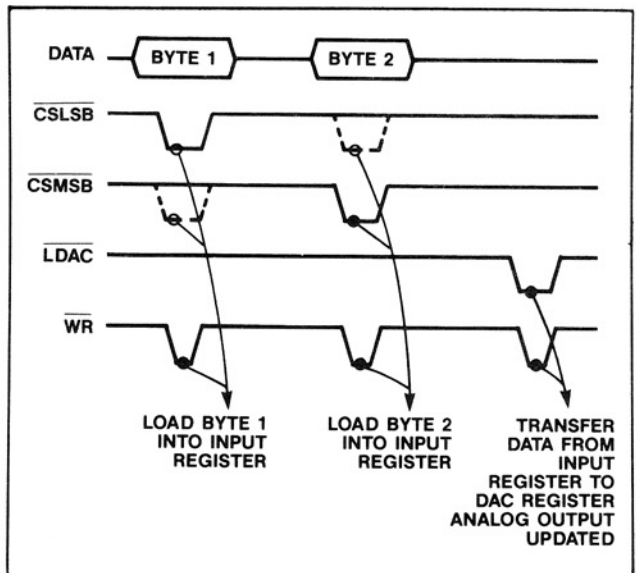 DATA
BYTE 1
BYTE 2
CSLSB
CSMSB
LDAC
WR
LOAD BYTE 1
INTO INPUT
REGISTER
LOAD BYTE 2
INTO INPUT
REGISTER
TRANSFER
DATA FROM
INPUT
REGISTER TO
DAC REGISTER
ANALOG OUTPUT
UPDATED